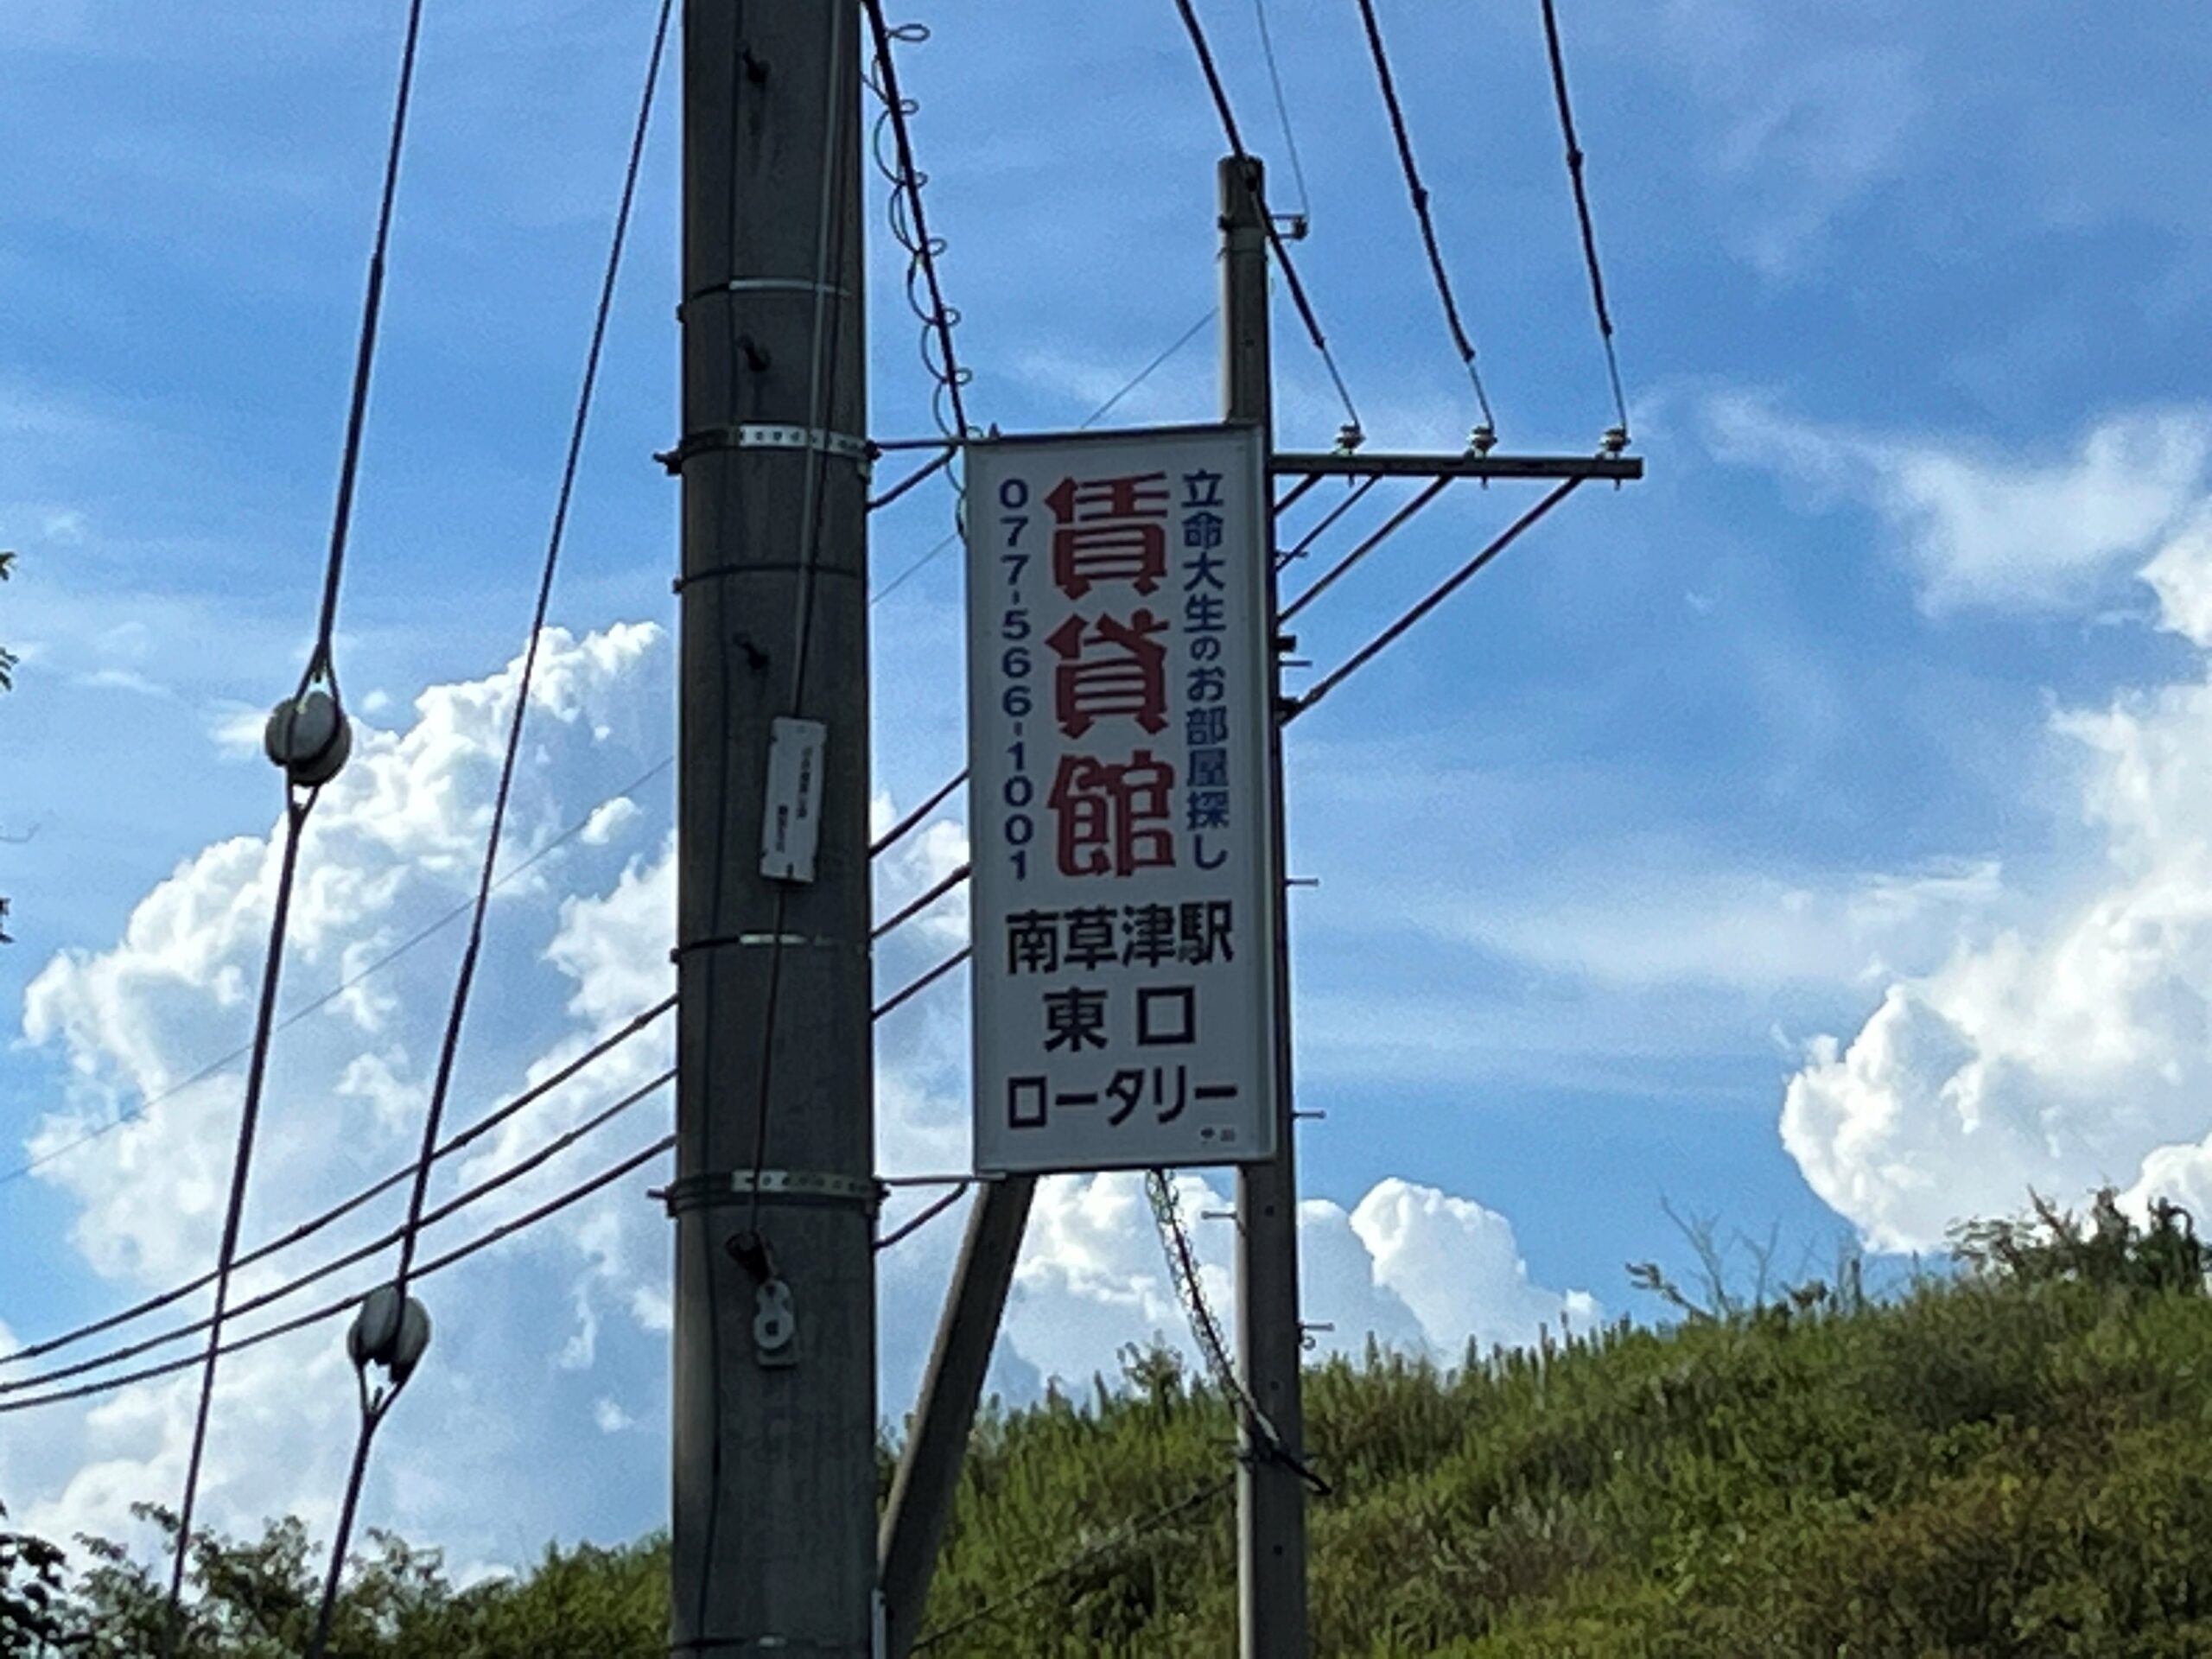 立命大生のお部屋探し
賃貸館
077-566-1001
南草津駅
東口
ロータリー